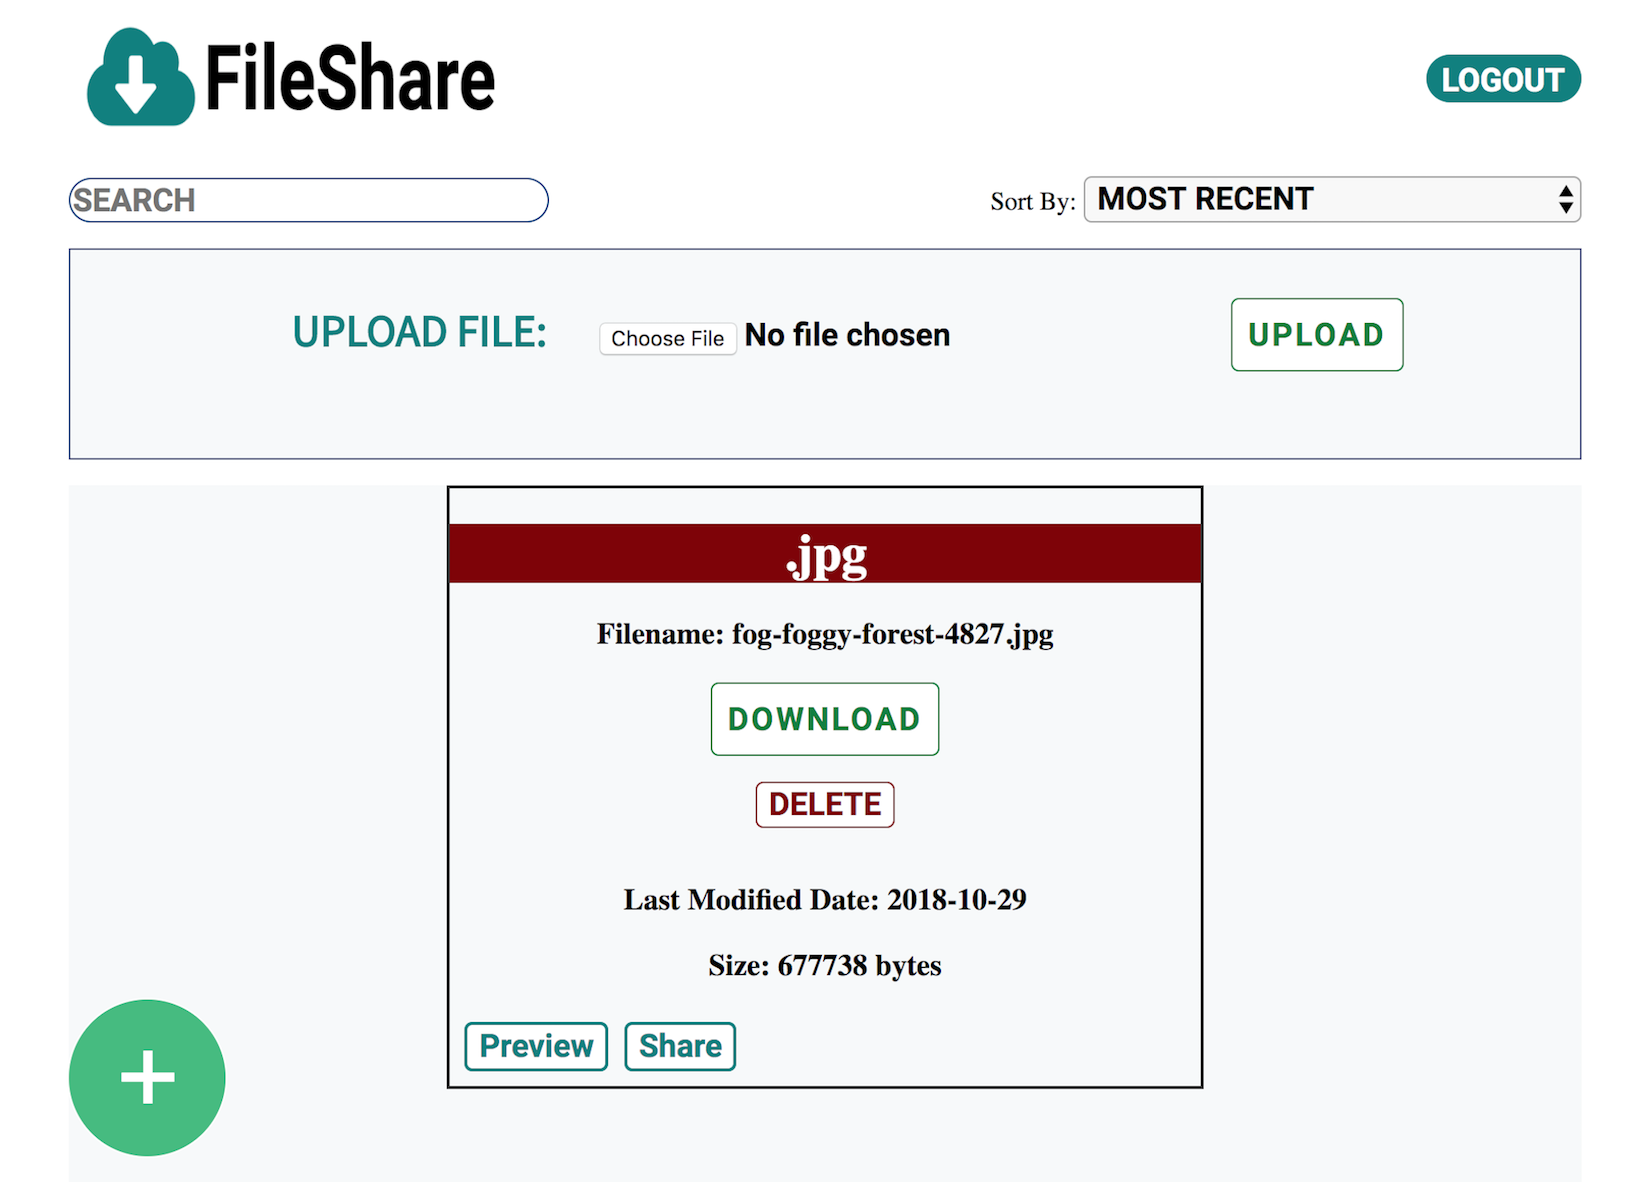 FileShare
LOGOUT
SEARCH
Sort By: MOST RECENT
UPLOAD FILE: Choose File No file chosen UPLOAD
.jpg
Filename: fog-foggy-forest-4827.jpg
DOWNLOAD
DELETE
Last Modified Date: 2018-10-29
Size: 677738 bytes
Preview Share
+